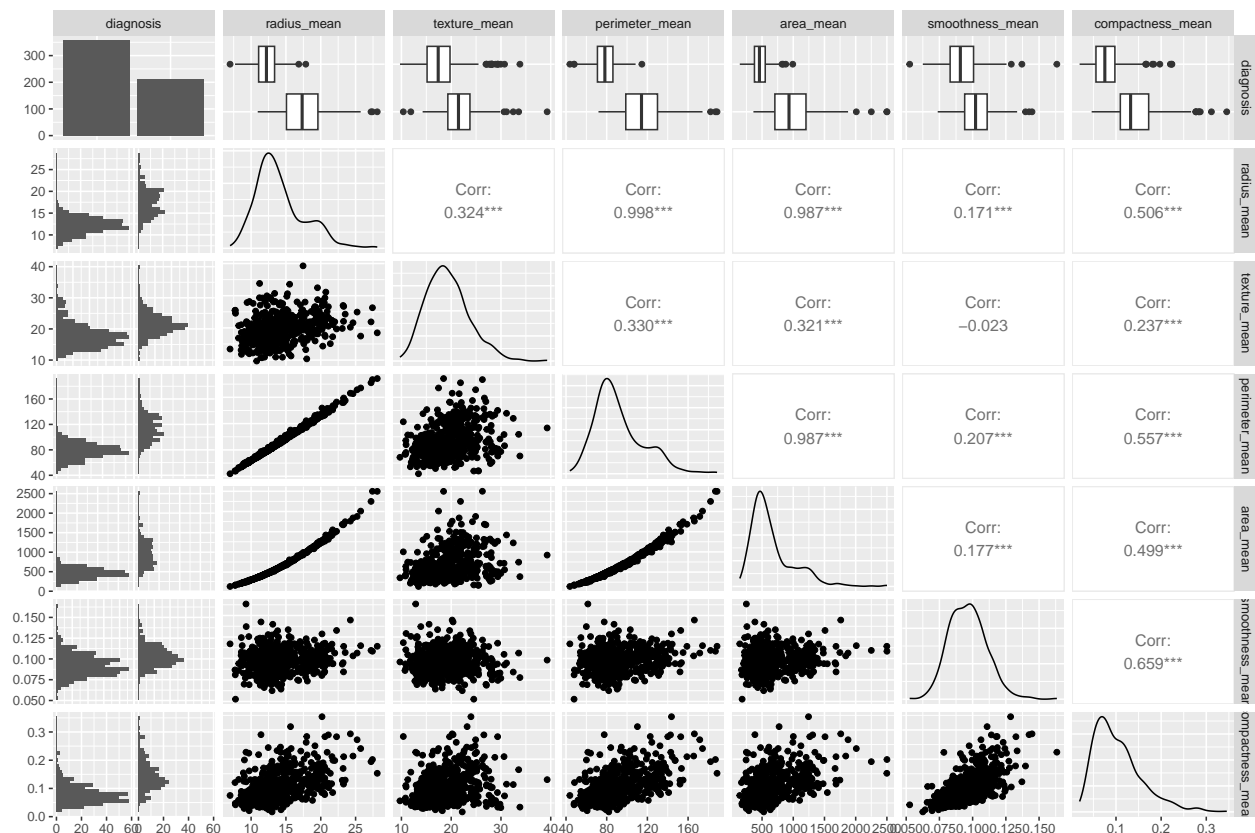 diagnosis radius_mean texture_mean perimeter_mean area_mean smoothness_mean compactness_mean
300
200
100
0
diagnosis
25
20
15
10
Corr: Corr: Corr: Corr: Corr:
0.324*** 0.998*** 0.987*** 0.171*** 0.506***
radius_mean
40
30
20
10
Corr: Corr: Corr: Corr:
0.330*** 0.321*** −0.023 0.237***
texture_mean
160
120
80
40
Corr: Corr: Corr:
0.987*** 0.207*** 0.557***
perimeter_mean
2500
2000
1500
1000
500
0
Corr: Corr:
0.177*** 0.499***
area_mean
0.150
0.125
0.100
0.075
0.050
Corr:
0.659***
smoothness_mean
0.3
0.2
0.1
0.0
ompactness_mea
0 20 40 60 0 20 40 60 10 15 20 25 10 20 30 40 40 80 120 160 500 1000 1500 2000 2500 0.050 0.075 0.100 0.125 0.150 0.1 0.2 0.3